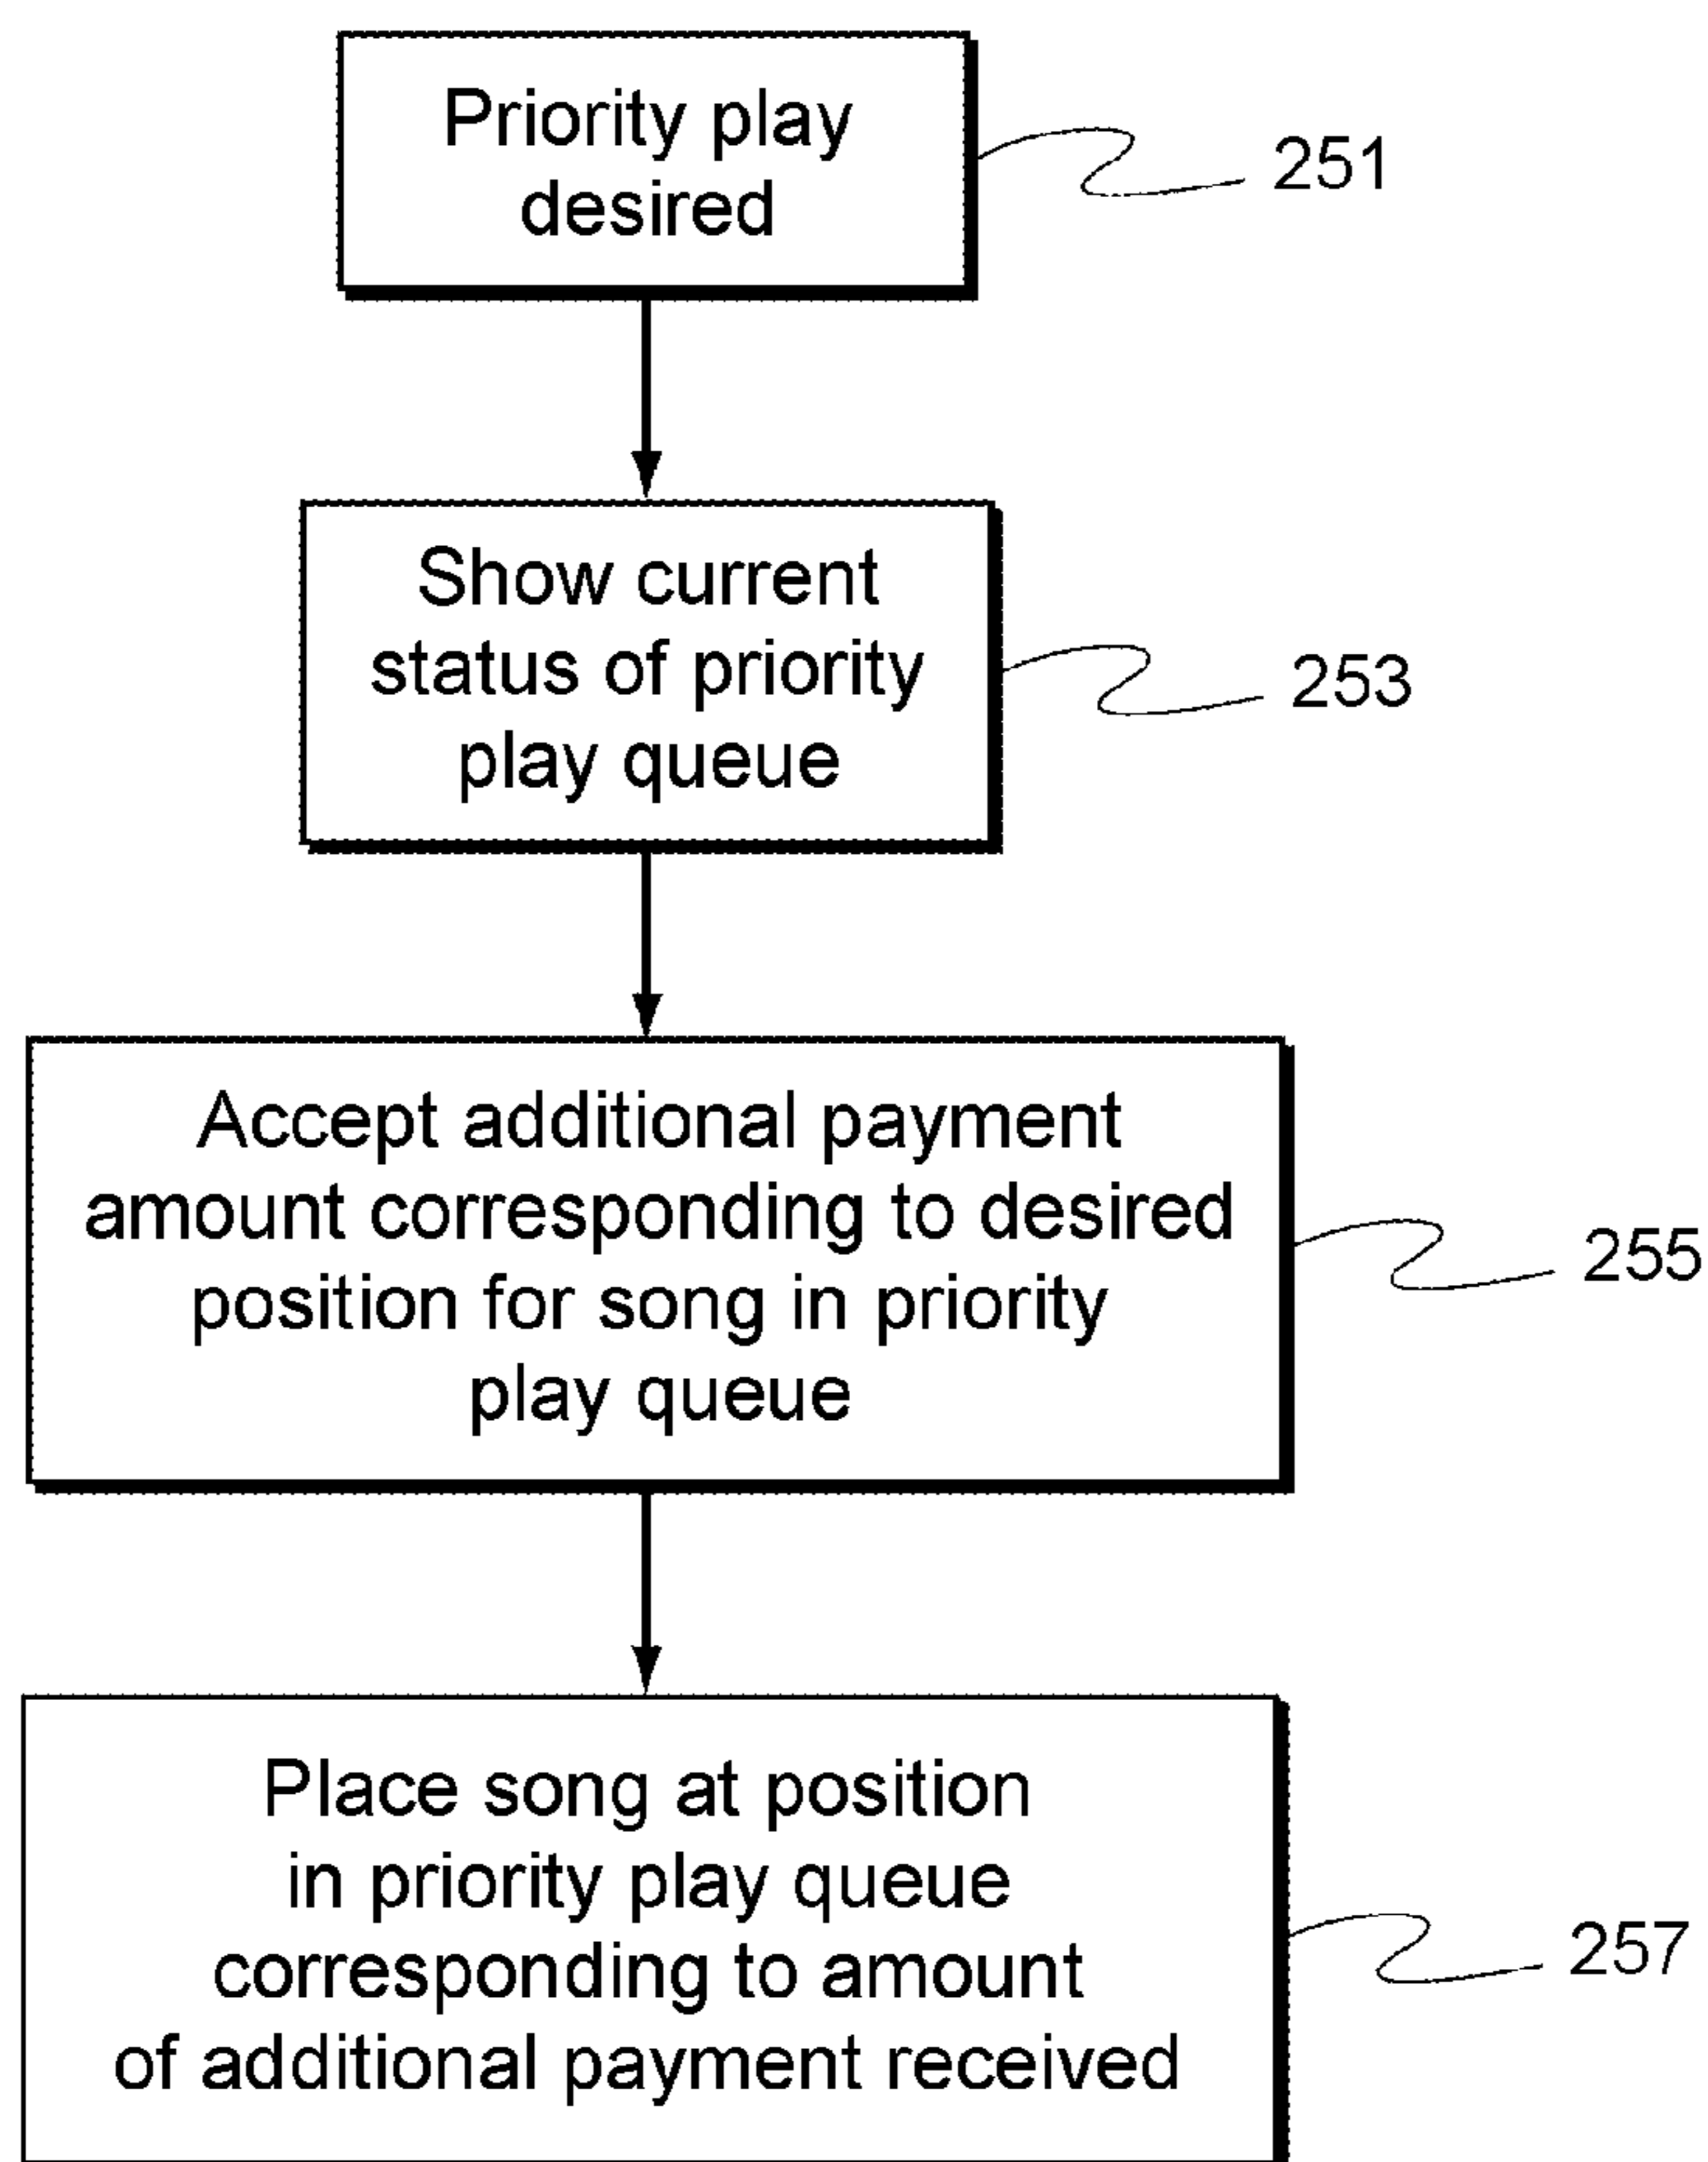 Priority play
desired
251
Show current
status of priority
play queue
253
Accept additional payment
amount corresponding to desired
position for song in priority
play queue
255
Place song at position
in priority play queue
corresponding to amount
of additional payment received
257